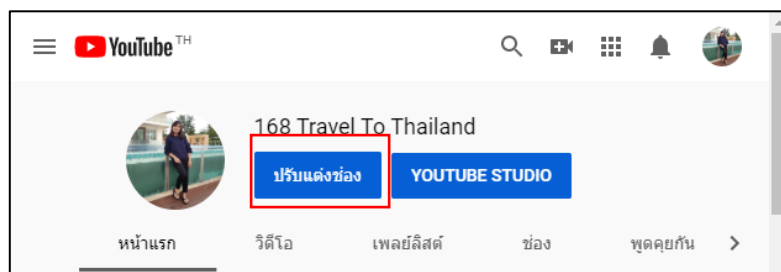 YouTube TH
168 Travel To Thailand
ปรับแต่งช่อง YOUTUBE STUDIO
หน้าแรก วิดีโอ เพลย์ลิสต์ ช่อง พูดคุยกัน